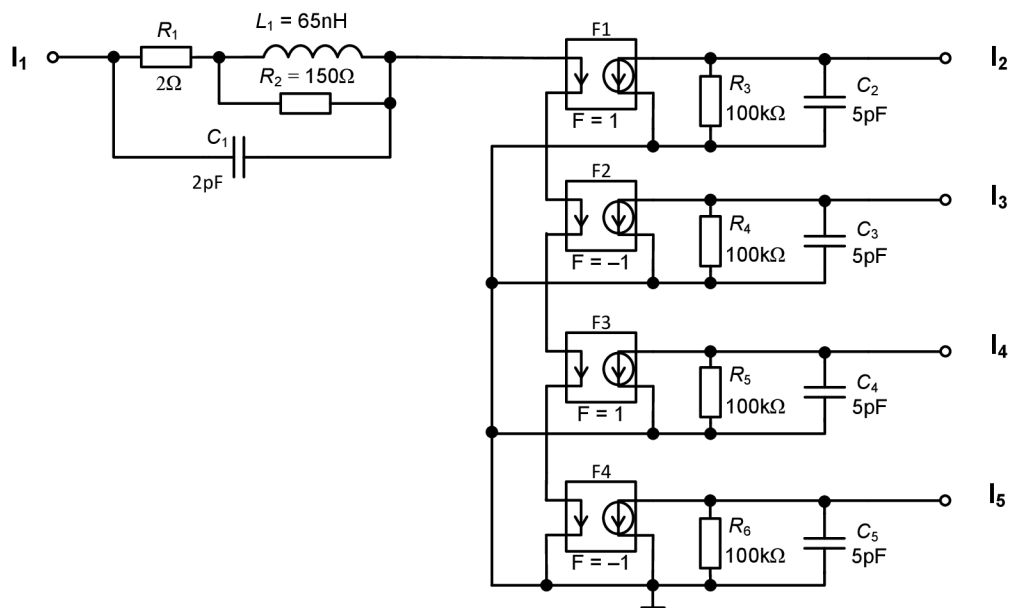 L₁ = 65nH
I₁
R₁
2Ω
R₂ = 150Ω
C₁
2pF
F1
F = 1
R₃
100kΩ
C₂
5pF
I₂
F2
F = –1
R₄
100kΩ
C₃
5pF
I₃
F3
F = 1
R₅
100kΩ
C₄
5pF
I₄
F4
F = –1
R₆
100kΩ
C₅
5pF
I₅